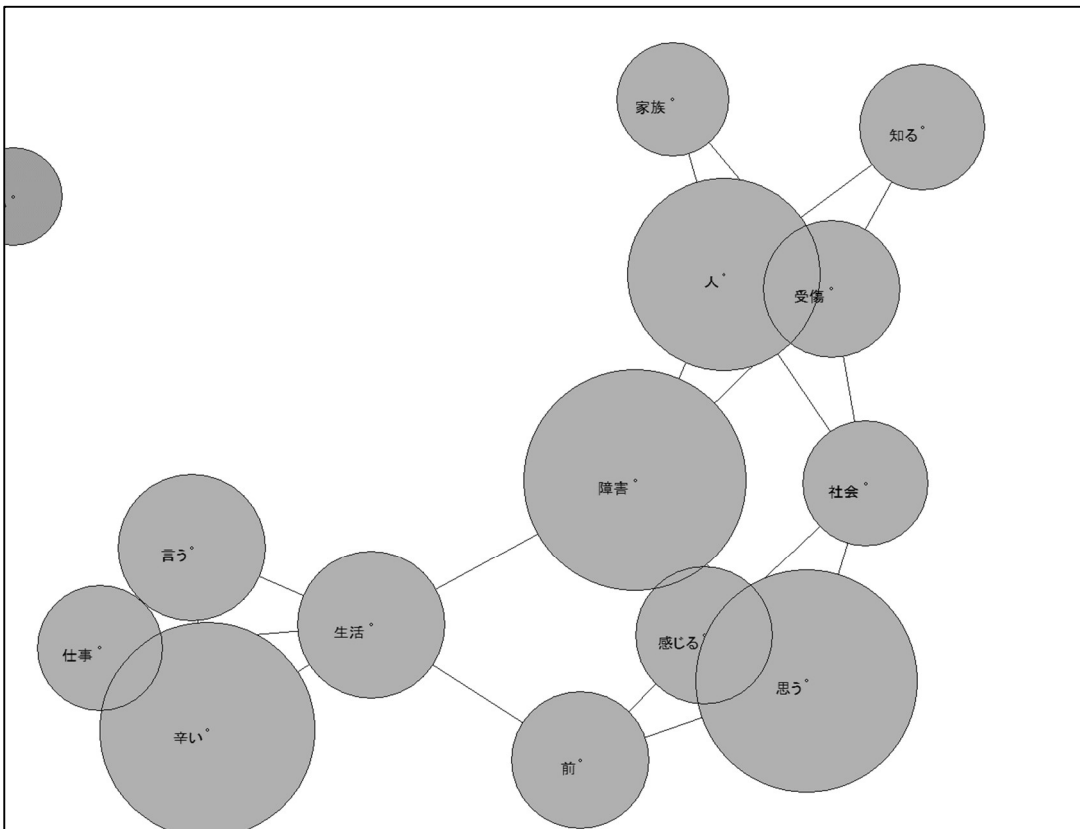 家族
知る
人
受傷
障害
社会
言う
生活
感じる
仕事
思う
辛い
前